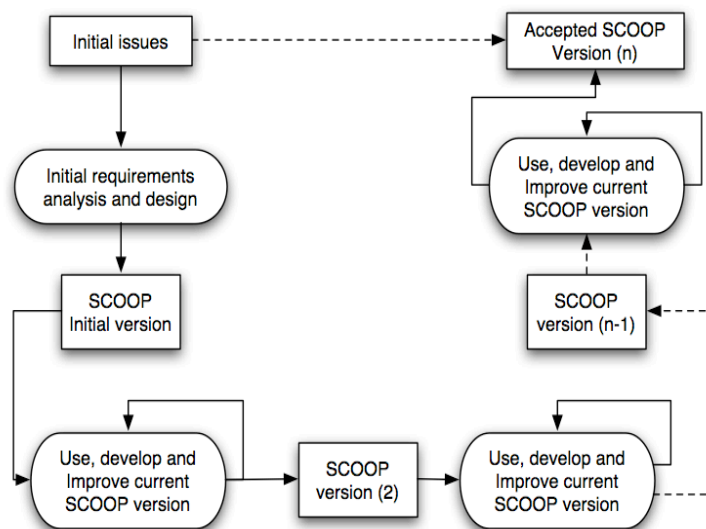 Initial issues
Accepted SCOOP
Version (n)
Initial requirements
analysis and design
Use, develop and
Improve current
SCOOP version
SCOOP
Initial version
SCOOP
version (n-1)
Use, develop and
Improve current
SCOOP version
SCOOP
version (2)
Use, develop and
Improve current
SCOOP version